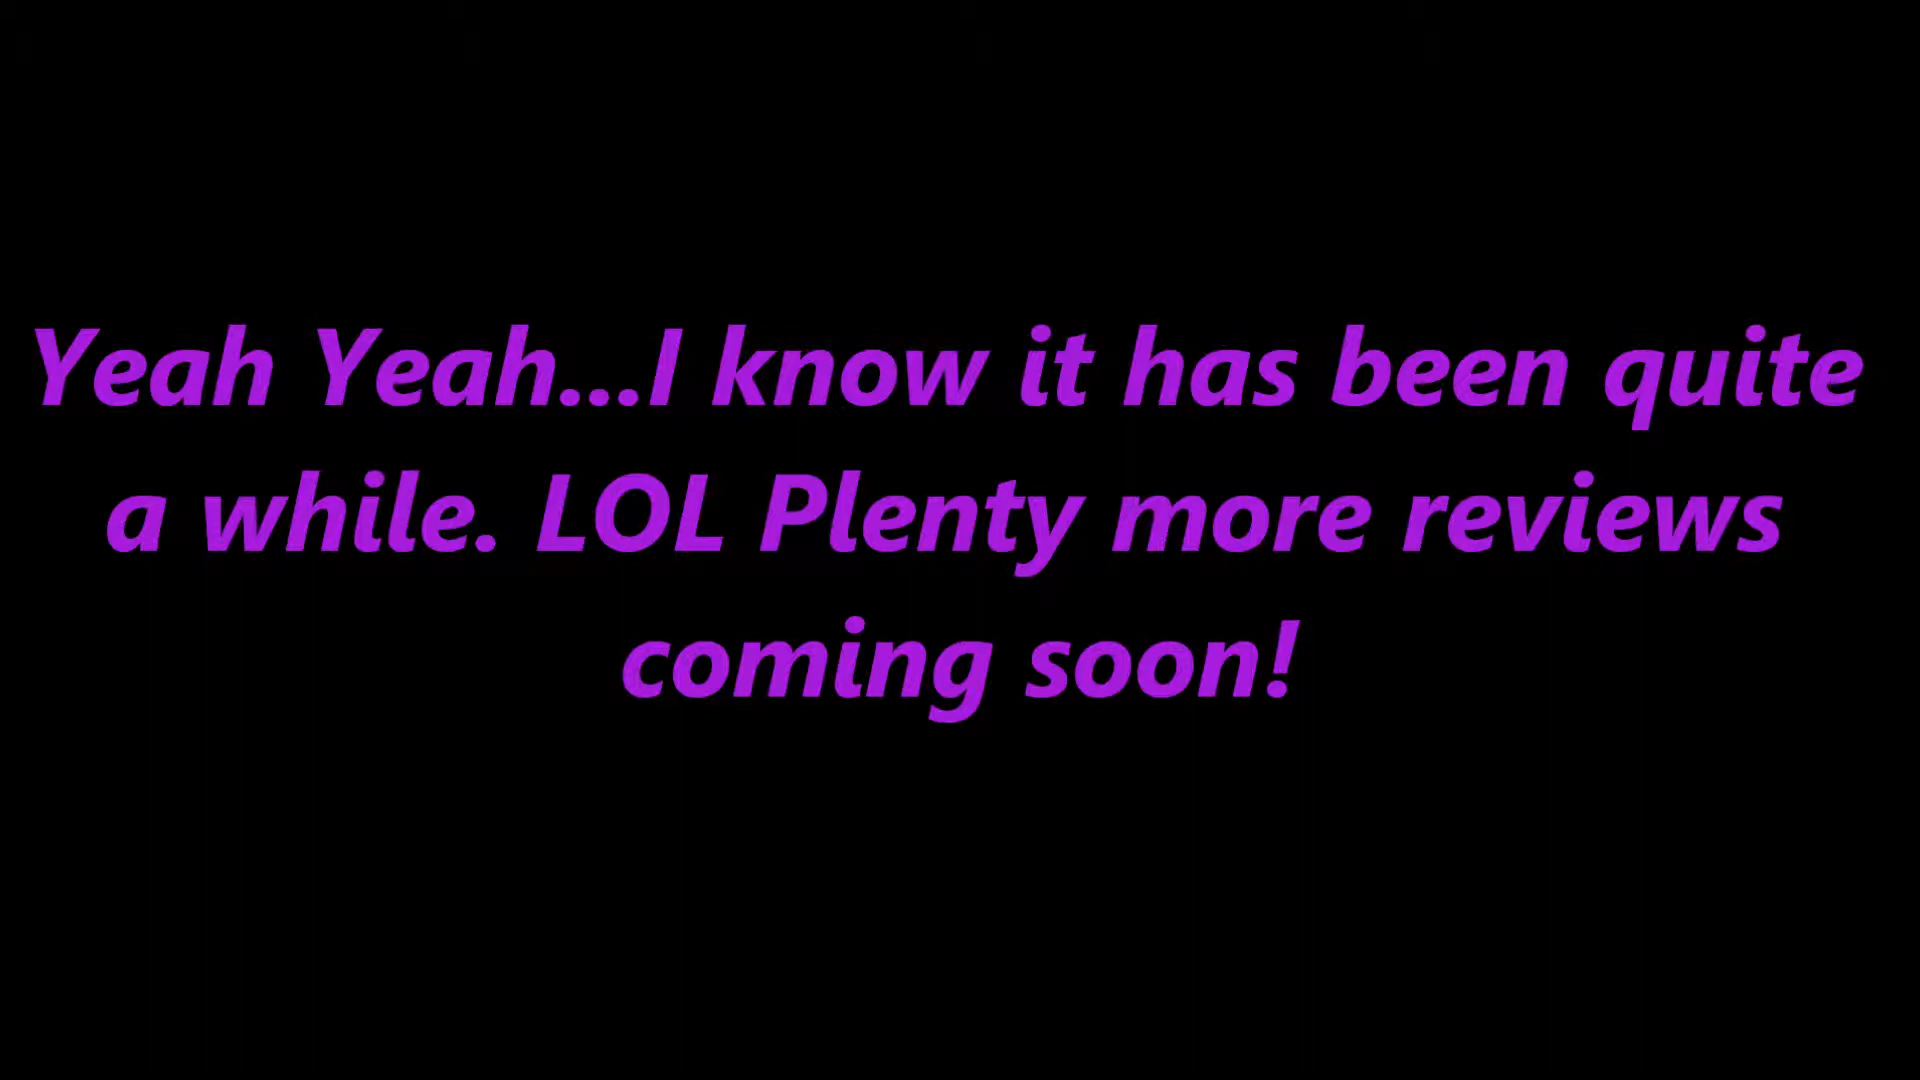 Yeah Yeah...I know it has been quite
a while. LOL Plenty more reviews
coming soon!